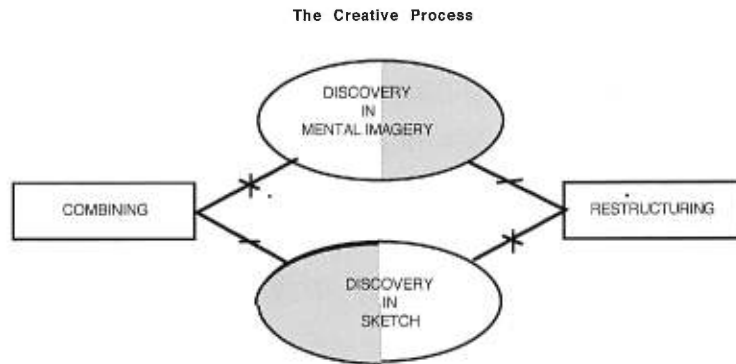 The Creative Process
DISCOVERY
IN
MENTAL IMAGERY
COMBINING
RESTRUCTURING
DISCOVERY
IN
SKETCH